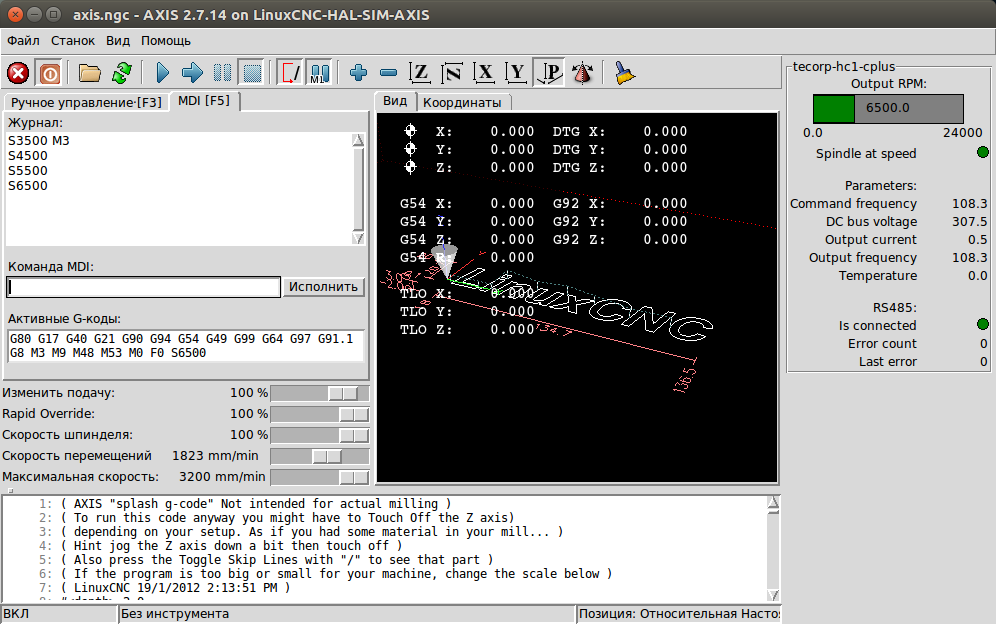 axis.ngc - AXIS 2.7.14 on LinuxCNC-HAL-SIM-AXIS
Файл Станок Вид Помощь
Ручное управление·[F3] MDI [F5]
Журнал:
S3500 M3
S4500
S5500
S6500
Команда MDI:
Исполнить
Активные G-коды:
G80 G17 G40 G21 G90 G94 G54 G49 G99 G64 G97 G91.1
G8 M3 M9 M48 M53 M0 F0 S6500
Изменить подачу: 100 %
Rapid Override: 100 %
Скорость шпинделя: 100 %
Скорость перемещений 1823 mm/min
Максимальная скорость: 3200 mm/min
Вид Координаты
X: 0.000 DTG X: 0.000
Y: 0.000 DTG Y: 0.000
Z: 0.000 DTG Z: 0.000
G54 X: 0.000 G92 X: 0.000
G54 Y: 0.000 G92 Y: 0.000
G54 Z: 0.000 G92 Z: 0.000
G54 R: 0.000
TLO X: 0.000
TLO Y: 0.000
TLO Z: 0.000
LinuxCNC
134.7
136.5
tecorp-hc1-cplus
Output RPM:
6500.0
0.0 24000
Spindle at speed
Parameters:
Command frequency 108.3
DC bus voltage 307.5
Output current 0.5
Output frequency 108.3
Temperature 0.0
RS485:
Is connected
Error count 0
Last error 0
1: ( AXIS "splash g-code" Not intended for actual milling )
2: ( To run this code anyway you might have to Touch Off the Z axis)
3: ( depending on your setup. As if you had some material in your mill... )
4: ( Hint jog the Z axis down a bit then touch off )
5: ( Also press the Toggle Skip Lines with "/" to see that part )
6: ( If the program is too big or small for your machine, change the scale below )
7: ( LinuxCNC 19/1/2012 2:13:51 PM )
ВКЛ Без инструмента Позиция: Относительная Насто